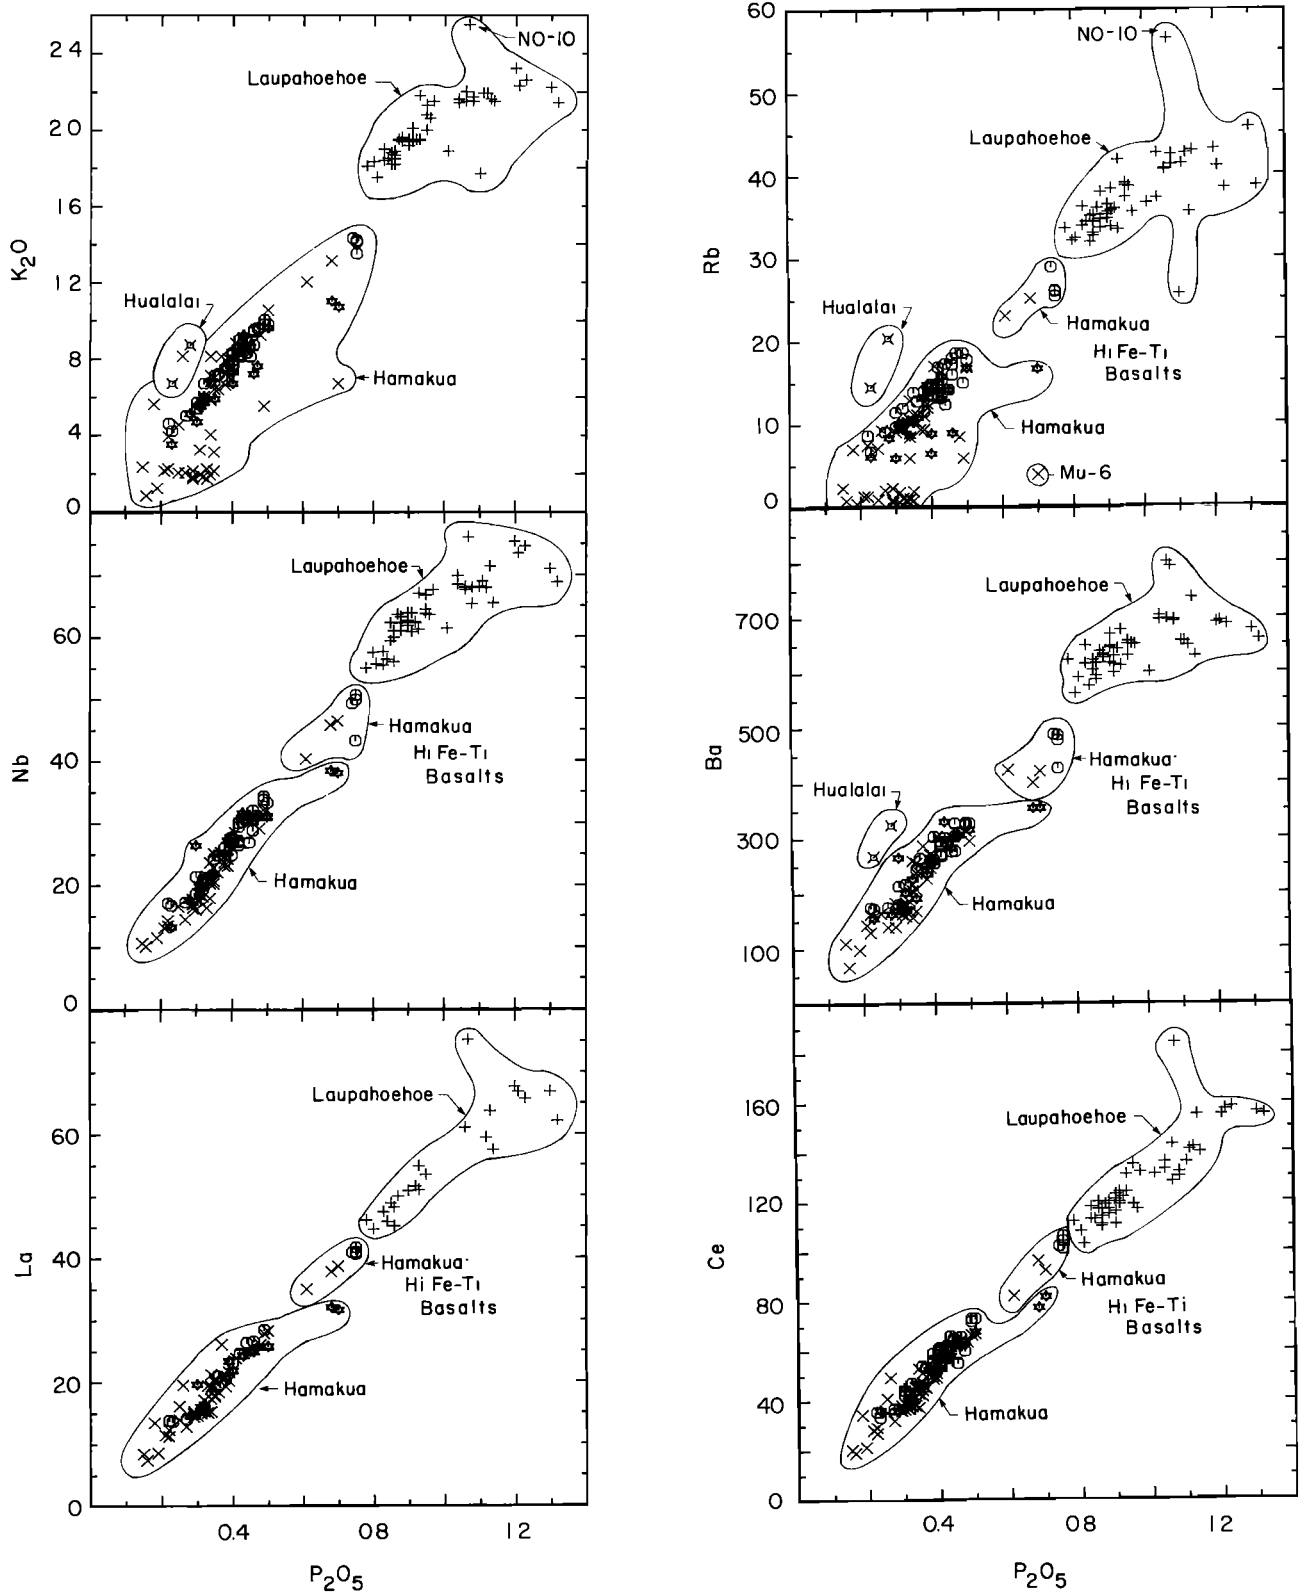 24
20
16
12
8
4
0
K2O
NO-10
Laupahoehoe
Hualalai
Hamakua
60
40
20
0
Nb
Laupahoehoe
Hamakua
Hi Fe-Ti
Basalts
Hamakua
60
40
20
0
La
Laupahoehoe
Hamakua
Hi Fe-Ti
Basalts
Hamakua
0.4
0.8
1.2
P2O5
60
50
40
30
20
10
0
Rb
NO-10
Laupahoehoe
Hualalai
Hamakua
Hi Fe-Ti
Basalts
Hamakua
Mu-6
700
500
300
100
Ba
Laupahoehoe
Hamakua
Hi Fe-Ti
Basalts
Hualalai
Hamakua
160
120
80
40
0
Ce
Laupahoehoe
Hamakua
Hi Fe-Ti
Basalts
Hamakua
0.4
0.8
1.2
P2O5